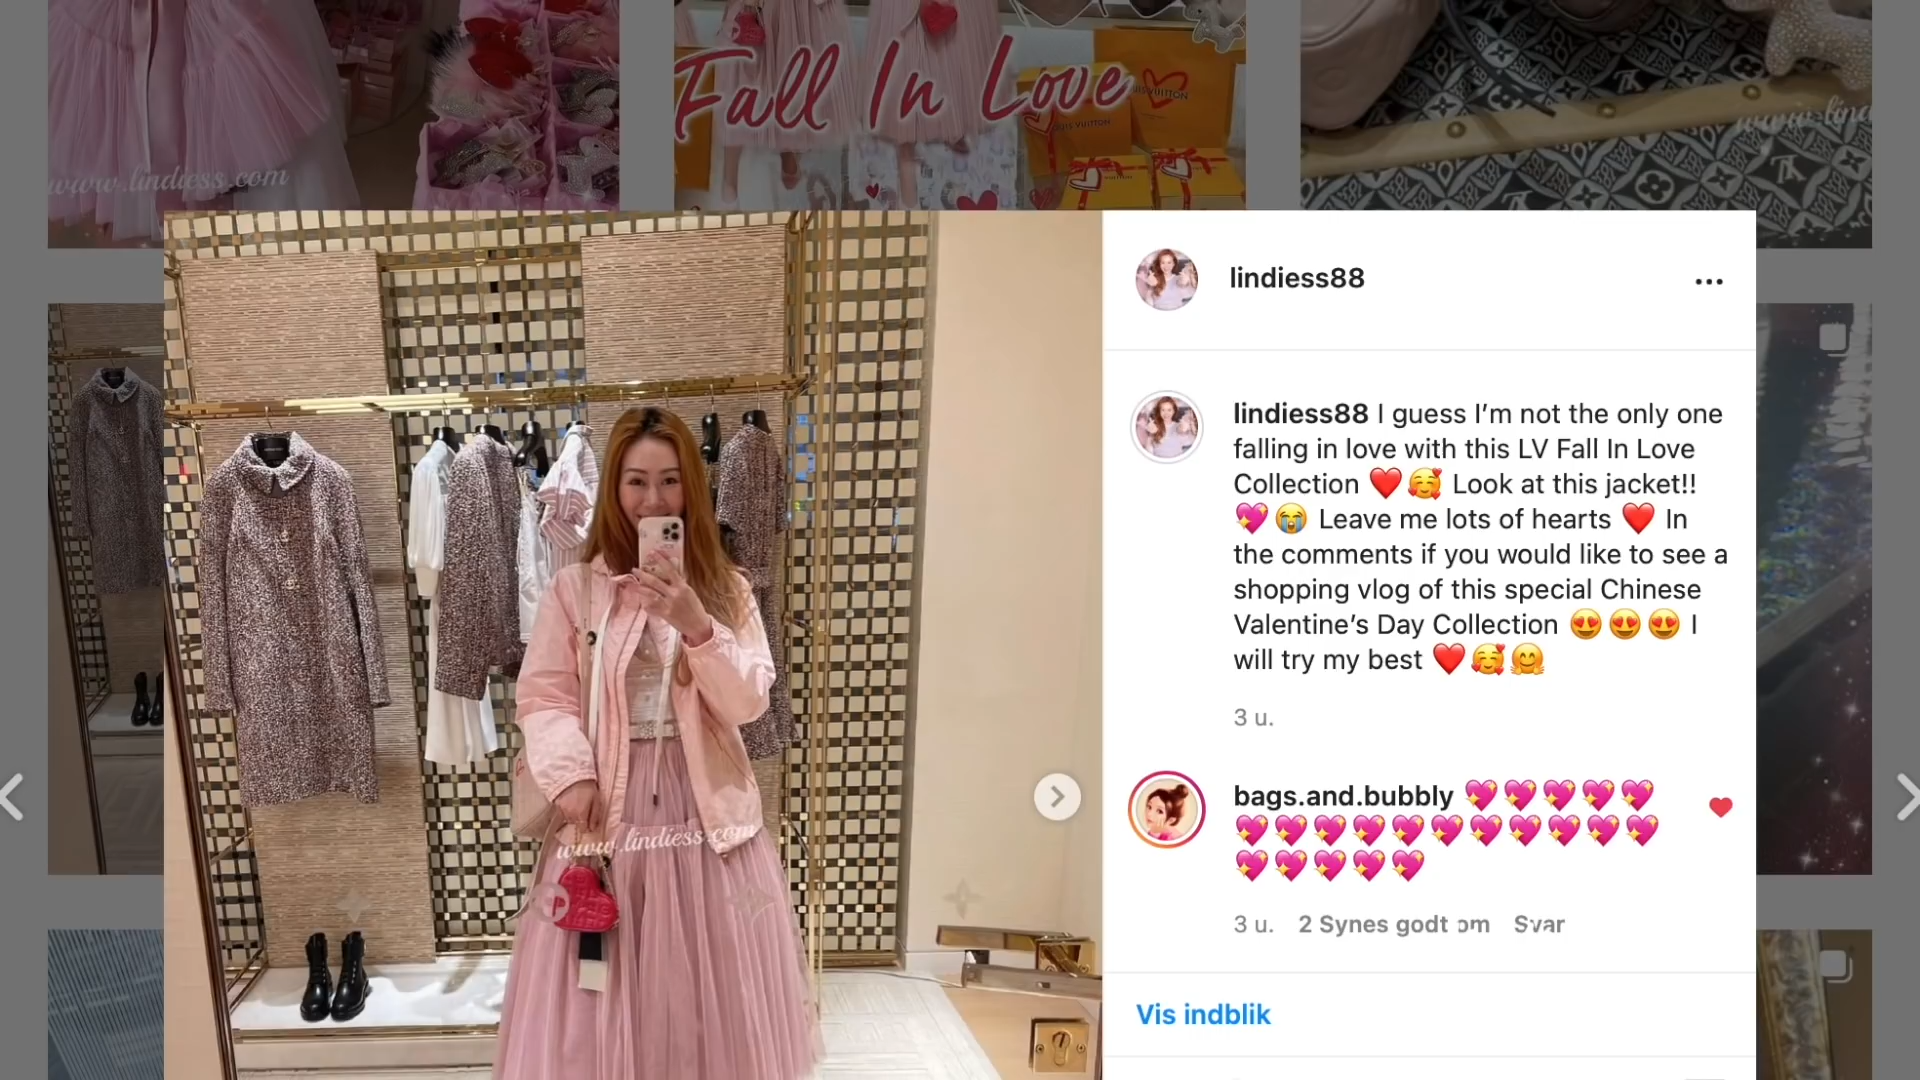 Fall In Love
LOUIS VUITTON
www.lindiess.com
lindiess88
lindiess88 I guess I’m not the only one
falling in love with this LV Fall In Love
Collection ❤️🥰 Look at this jacket!!
💖😭 Leave me lots of hearts ❤️ In
the comments if you would like to see a
shopping vlog of this special Chinese
Valentine’s Day Collection 😍😍😍 I
will try my best ❤️🥰🤗
3 u.
www.lindiess.com
bags.and.bubbly 💖💖💖💖💖
💖💖💖💖💖💖💖💖💖💖💖
💖💖💖💖💖
3 u. 2 Synes godt om Svar
Vis indblik